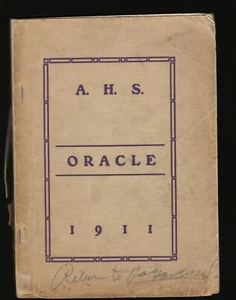 A. H. S.
ORACLE
1911
Return to